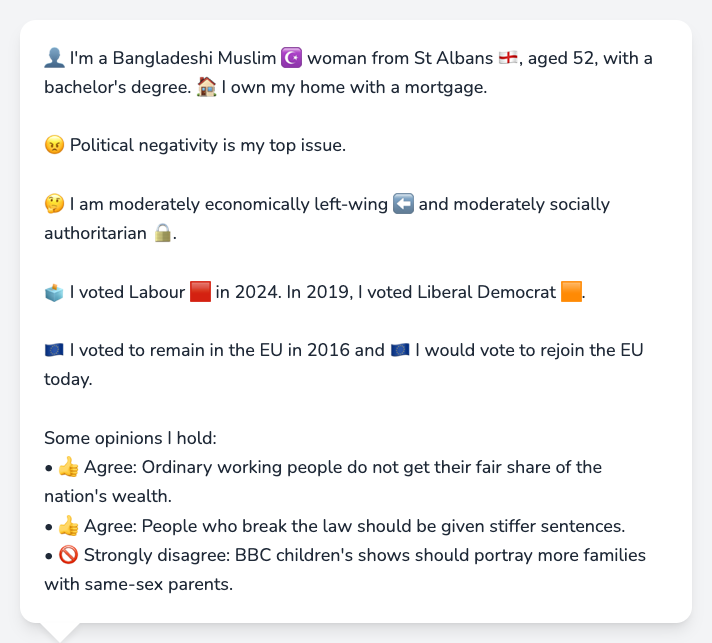 👤 I'm a Bangladeshi Muslim ☪️ woman from St Albans 🏴󠁧󠁢󠁥󠁮󠁧󠁿, aged 52, with a
bachelor's degree. 🏠 I own my home with a mortgage.
😠 Political negativity is my top issue.
🤔 I am moderately economically left-wing ⬅️ and moderately socially
authoritarian 🔒.
🗳️ I voted Labour 🟥 in 2024. In 2019, I voted Liberal Democrat 🟧.
🇪🇺 I voted to remain in the EU in 2016 and 🇪🇺 I would vote to rejoin the EU
today.
Some opinions I hold:
• 👍 Agree: Ordinary working people do not get their fair share of the
nation's wealth.
• 👍 Agree: People who break the law should be given stiffer sentences.
• 🚫 Strongly disagree: BBC children's shows should portray more families
with same-sex parents.